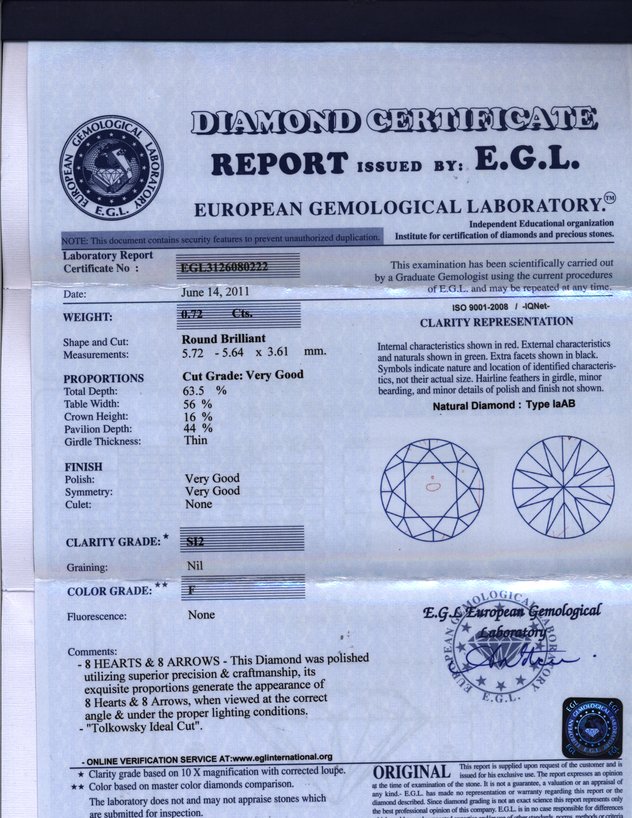 DIAMOND CERTIFICATE
REPORT ISSUED BY: E.G.L.
EUROPEAN GEMOLOGICAL LABORATORY.™
EUROPEAN GEMOLOGICAL LABORATORY
E.G.L.
Independent Educational organization
Institute for certification of diamonds and precious stones.
NOTE: This document contains security features to prevent unauthorized duplication.
Laboratory Report
Certificate No : EGL3126080222
Date: June 14, 2011
WEIGHT: 0.72 Cts.
Shape and Cut: Round Brilliant
Measurements: 5.72 - 5.64 x 3.61 mm.
PROPORTIONS Cut Grade: Very Good
Total Depth: 63.5 %
Table Width: 56 %
Crown Height: 16 %
Pavilion Depth: 44 %
Girdle Thickness: Thin
FINISH
Polish: Very Good
Symmetry: Very Good
Culet: None
CLARITY GRADE: * SI2
Graining: Nil
COLOR GRADE: ** F
Fluorescence: None
Comments:
- 8 HEARTS & 8 ARROWS - This Diamond was polished
utilizing superior precision & craftmanship, its
exquisite proportions generate the appearance of
8 Hearts & 8 Arrows, when viewed at the correct
angle & under the proper lighting conditions.
- "Tolkowsky Ideal Cut".
- ONLINE VERIFICATION SERVICE AT:www.eglinternational.org
★ Clarity grade based on 10 X magnification with corrected loupe.
★★ Color based on master color diamonds comparison.
The laboratory does not and may not appraise stones which
are submitted for inspection.
This examination has been scientifically carried out
by a Graduate Gemologist using the current procedures
of E.G.L. and may be repeated at any time.
ISO 9001-2008 / -IQNet-
CLARITY REPRESENTATION
Internal characteristics shown in red. External characteristics
and naturals shown in green. Extra facets shown in black.
Symbols indicate nature and location of identified characteris-
tics, not their actual size. Hairline feathers in girdle, minor
bearding, and minor details of polish and finish not shown.
Natural Diamond : Type IaAB
E.G.L European Gemological
Laboratory
E.G.L.
ORIGINAL This report is supplied upon request of the customer and is
issued for his exclusive use. The report expresses an opinion
at the time of examination of the stone. It is not a guarantee, a valuation or an appraisal of
any kind.- E.G.L. has made no representation or warranty regarding this report or the
diamond described. Since diamond grading is not an exact science this report represents only
the best professional opinion of this company. E.G.L. is in no case responsible for differences